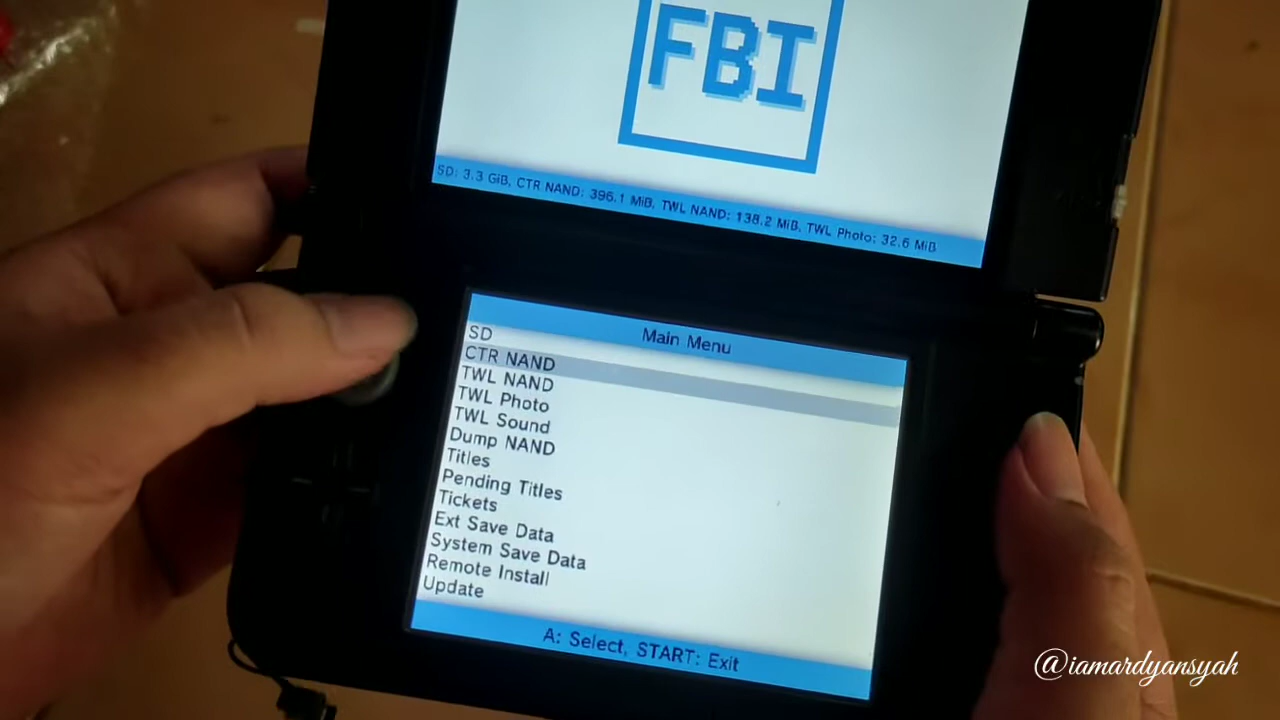 FBI
SD: 3.3 GiB, CTR NAND: 396.1 MiB, TWL NAND: 138.2 MiB, TWL Photo: 32.6 MiB
Main Menu
SD
CTR NAND
TWL NAND
TWL Photo
TWL Sound
Dump NAND
Titles
Pending Titles
Tickets
Ext Save Data
System Save Data
Remote Install
Update
A: Select, START: Exit
@iamardyansyah